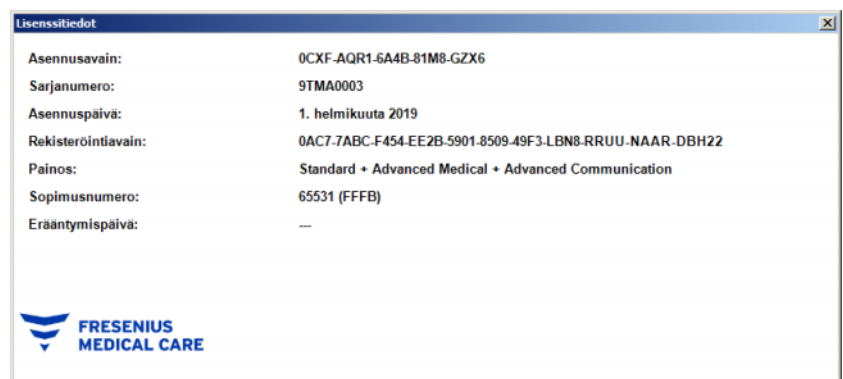 Lisenssitiedot
Asennusavain: 0CXF-AQR1-6A4B-81M8-GZX6
Sarjanumero: 9TMA0003
Asennuspäivä: 1. helmikuuta 2019
Rekisteröintiavain: 0AC7-7ABC-F454-EE2B-5901-8509-49F3-LBN8-RRUU-NAAR-DBH22
Painos: Standard + Advanced Medical + Advanced Communication
Sopimusnumero: 65531 (FFFB)
Erääntymispäivä: ---
FRESENIUS
MEDICAL CARE